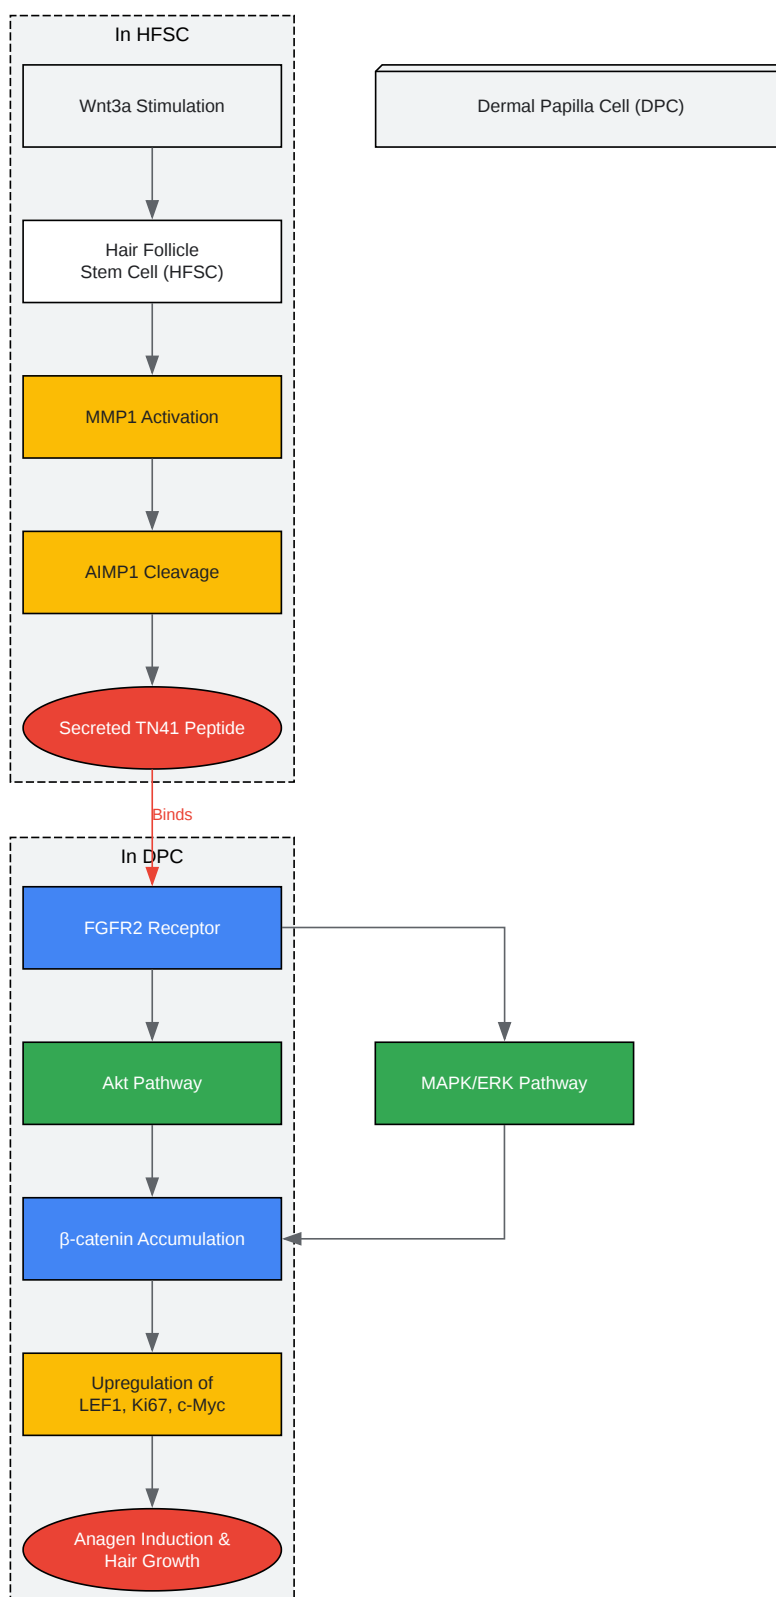 In HFSC
Wnt3a Stimulation
Dermal Papilla Cell (DPC)
Hair Follicle
Stem Cell (HFSC)
MMP1 Activation
AIMP1 Cleavage
Secreted TN41 Peptide
Binds
In DPC
FGFR2 Receptor
Akt Pathway
MAPK/ERK Pathway
β-catenin Accumulation
Upregulation of
LEF1, Ki67, c-Myc
Anagen Induction &
Hair Growth